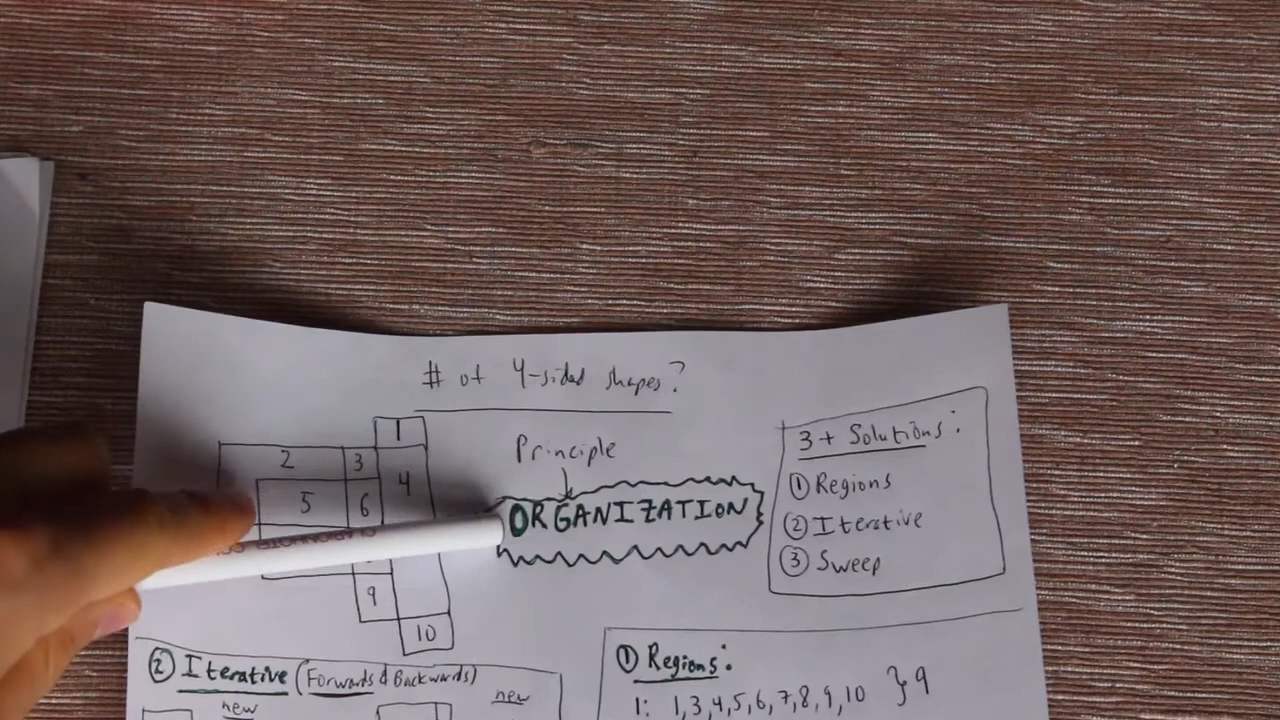 # of 4-sided shapes?
1
2
3
4
5
6
9
10
Principle
ORGANIZATION
3+ Solutions:
① Regions
② Iterative
③ Sweep
② Iterative (Forwards & Backwards)
new
new
① Regions:
1: 1,3,4,5,6,7,8,9,10 } 9